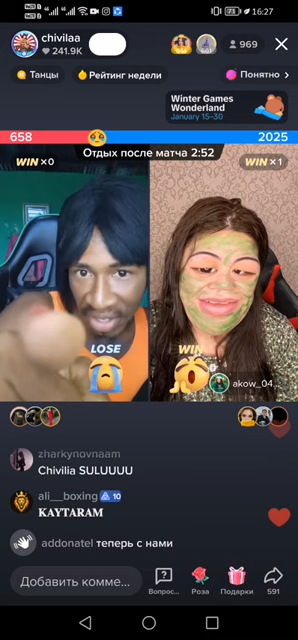 16:27
chivilaa
241.9K
969
Танцы
Рейтинг недели
Понятно >
Winter Games
Wonderland
January 15–30
658
2025
WIN ×0
Отдых после матча 2:52
WIN ×1
LOSE
WIN
akow_04...
zharkynovnaam
Chivilia SULUUUU
ali__boxing 10
KAYTARAM
addonatel теперь с нами
Добавить комме...
Вопрос...
Роза
Подарки
591